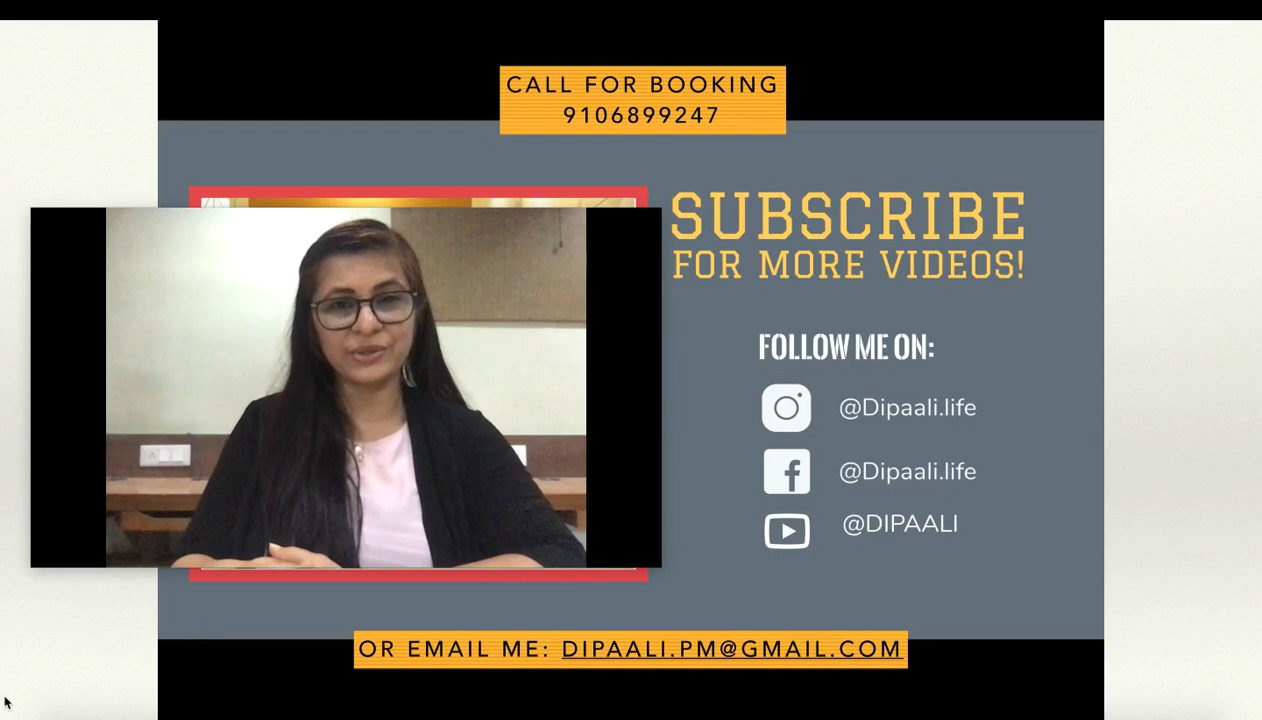 CALL FOR BOOKING
9106899247
SUBSCRIBE
FOR MORE VIDEOS!
FOLLOW ME ON:
@Dipaali.life
@Dipaali.life
@DIPAALI
OR EMAIL ME: DIPAALI.PM@GMAIL.COM